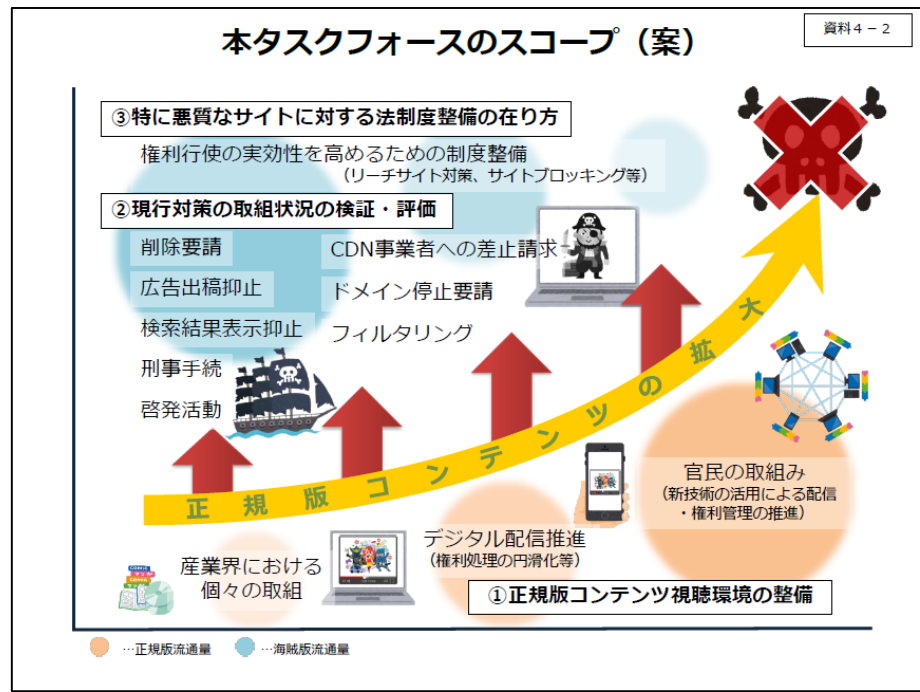 資料4-2
本タスクフォースのスコープ（案）
③特に悪質なサイトに対する法制度整備の在り方
権利行使の実効性を高めるための制度整備
（リーチサイト対策、サイトブロッキング等）
②現行対策の取組状況の検証・評価
削除要請
広告出稿抑止
検索結果表示抑止
刑事手続
啓発活動
CDN事業者への差止請求
ドメイン停止要請
フィルタリング
正規版コンテンツの拡大
産業界における
個々の取組
デジタル配信推進
（権利処理の円滑化等）
官民の取組み
（新技術の活用による配信
・権利管理の推進）
①正規版コンテンツ視聴環境の整備
…正規版流通量
…海賊版流通量